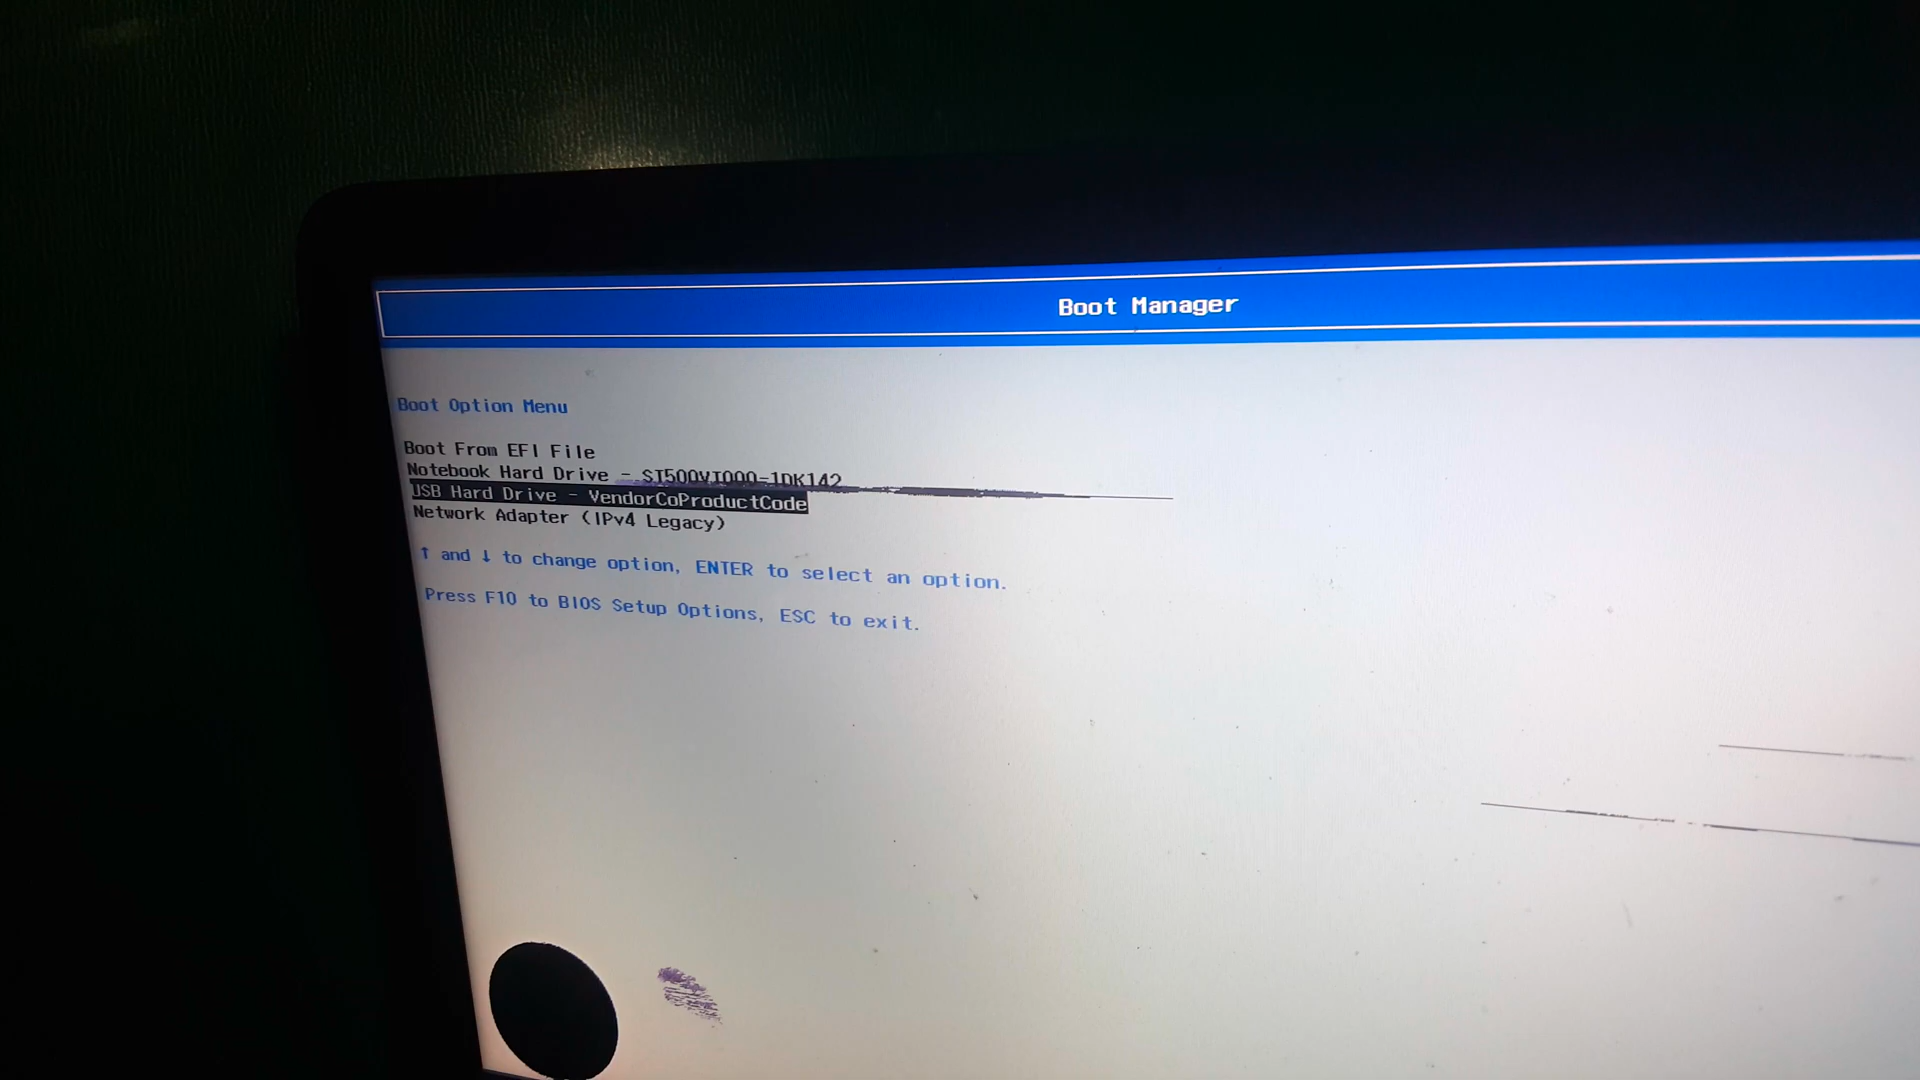 Boot Manager
Boot Option Menu
Boot From EFI File
Notebook Hard Drive - ST500VT000-1DK142
USB Hard Drive - VendorCoProductCode
Network Adapter (IPv4 Legacy)
↑ and ↓ to change option, ENTER to select an option.
Press F10 to BIOS Setup Options, ESC to exit.